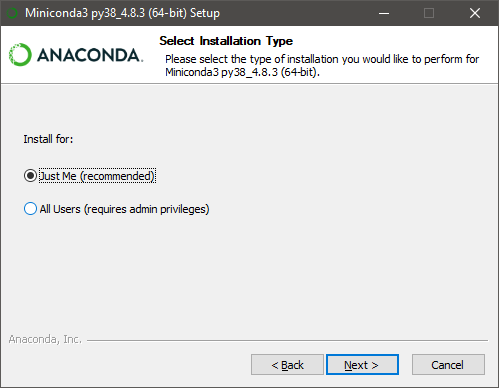 Miniconda3 py38_4.8.3 (64-bit) Setup
ANACONDA.
Select Installation Type
Please select the type of installation you would like to perform for
Miniconda3 py38_4.8.3 (64-bit).
Install for:
Just Me (recommended)
All Users (requires admin privileges)
Anaconda, Inc.
< Back
Next >
Cancel